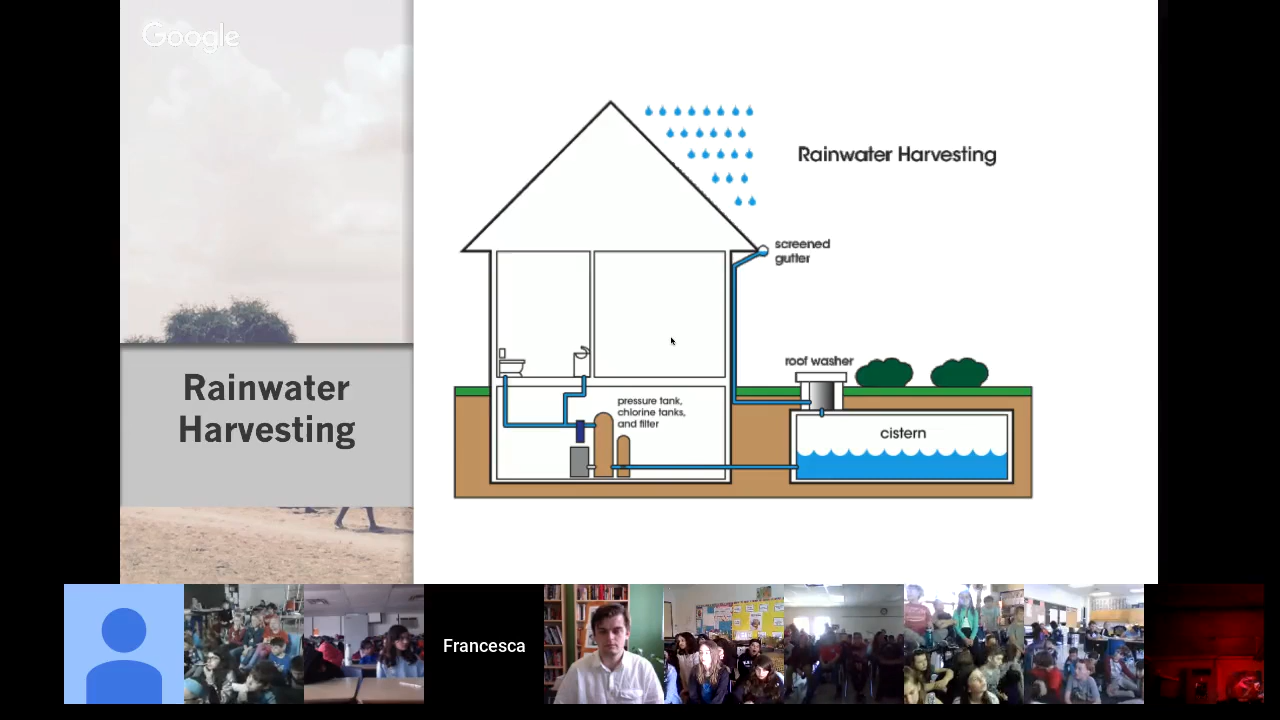 Google
Rainwater
Harvesting
Rainwater Harvesting
screened
gutter
roof washer
pressure tank,
chlorine tanks,
and filter
cistern
Francesca